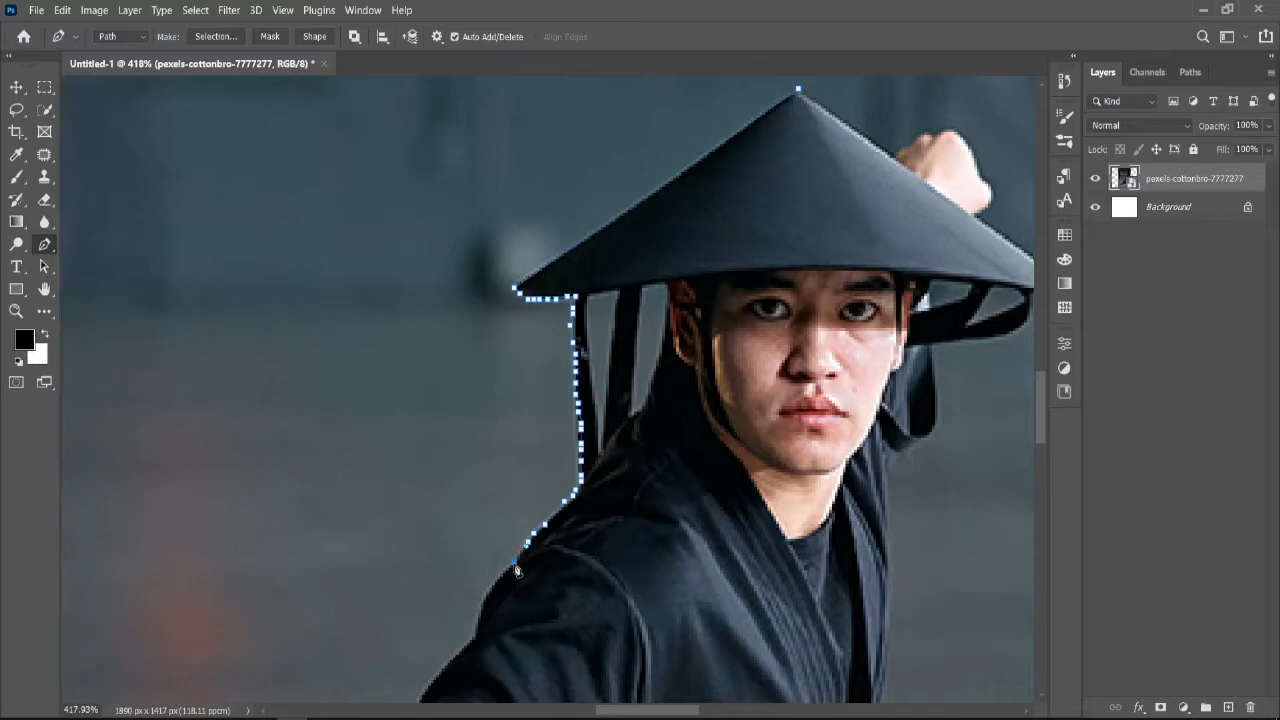 Ps File Edit Image Layer Type Select Filter 3D View Plugins Window Help
Path Make: Selection... Mask Shape Auto Add/Delete Align Edges
Untitled-1 @ 418% (pexels-cottonbro-7777277, RGB/8) * ×
Layers Channels Paths
Kind
Normal Opacity: 100%
Lock: Fill: 100%
pexels-cottonbro-7777277
Background
417.93% 1890 px x 1417 px (118.11 ppcm)